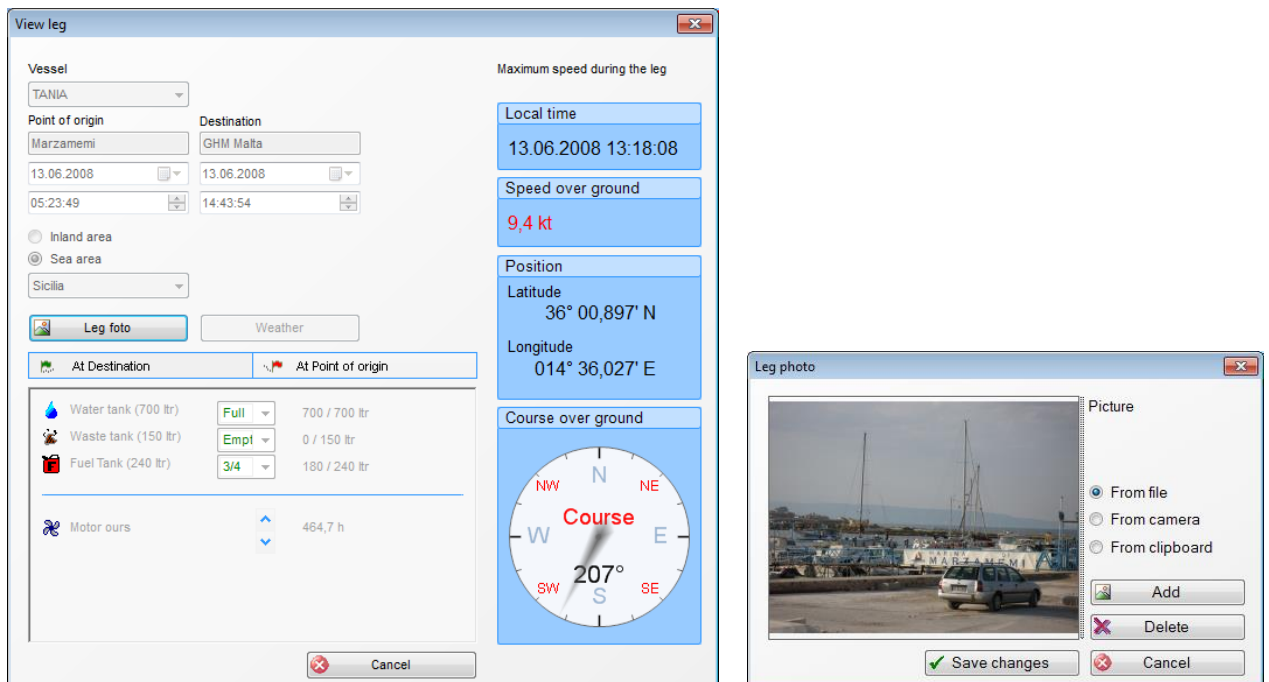 View leg
Vessel
TANIA
Point of origin
Destination
Marzamemi
GHM Malta
13.06.2008
13.06.2008
05:23:49
14:43:54
Inland area
Sea area
Sicilia
Leg foto
Weather
At Destination
At Point of origin
Water tank (700 ltr)
Full
700 / 700 ltr
Waste tank (150 ltr)
Empt
0 / 150 ltr
Fuel Tank (240 ltr)
3/4
180 / 240 ltr
Motor ours
464,7 h
Cancel
Maximum speed during the leg
Local time
13.06.2008 13:18:08
Speed over ground
9,4 kt
Position
Latitude
36° 00,897' N
Longitude
014° 36,027' E
Course over ground
N
NW
NE
Course
W
E
207°
SW
SE
S
Leg photo
Picture
MARINA
MARZAMEMI
From file
From camera
From clipboard
Add
Delete
Save changes
Cancel